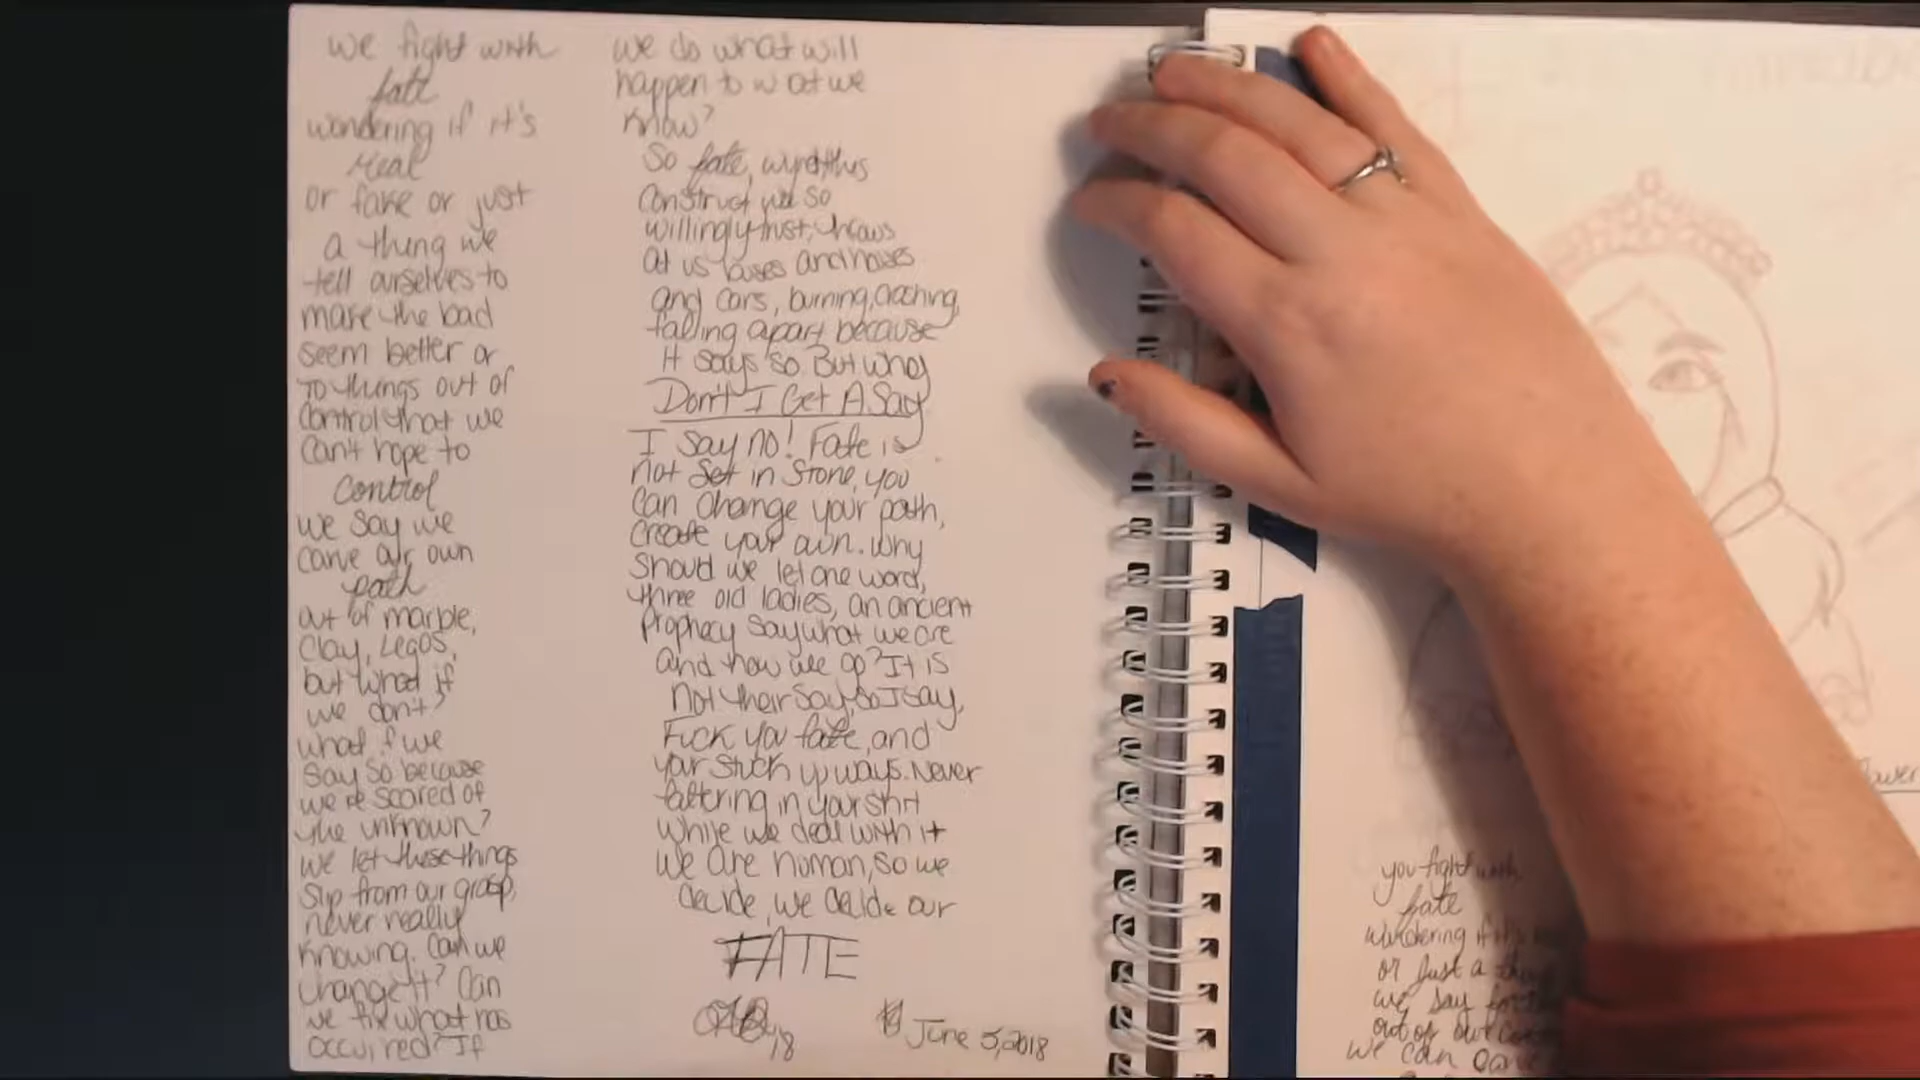 we fight with
fate
wondering if it's
real
or fake or just
a thing we
tell ourselves to
make the bad
seem better or
to things out of
control that we
can't hope to
control
we say we
carve our own
path
out of marble,
clay, legos,
but what if
we don't?
what if we
say so because
we're scared of
the unknown?
we let these things
slip from our grasp,
never really
knowing. Can we
change it? Can
we fix what has
occuired? If
we do what will
happen to wat we
know?
So fate, wyrd, this
construct we so
willingly trust, throws
at us buses and
and cars, burning, crashing,
falling apart because
it says so. But why
Don't I Get A Say
I say no! Fate is
not set in stone, you
can change your path,
create your own. Why
should we let one word,
three old ladies, an ancient
prophecy say what we are
and how we go? It is
not their say, so I say,
Fuck you fate, and
your stuck up ways. Never
faltering in your shit
while we deal with it
We are human, so we
decide, we decide our
FATE
18
June 5, 2018
you fight with
fate
wondering if
or just a
we say
out of our
we can carve